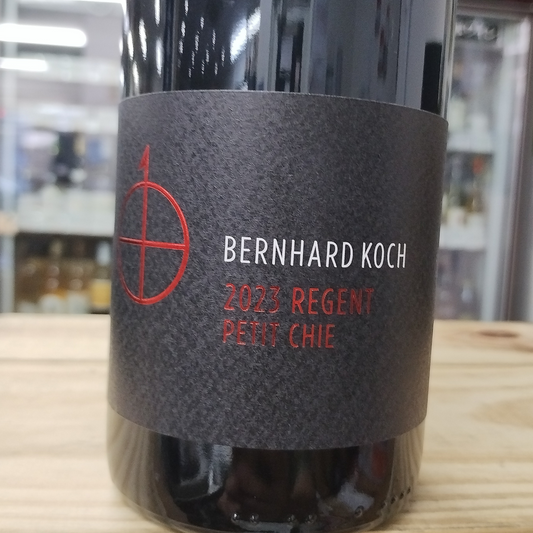 BERNHARD KOCH
2023 REGENT
PETIT CHIE